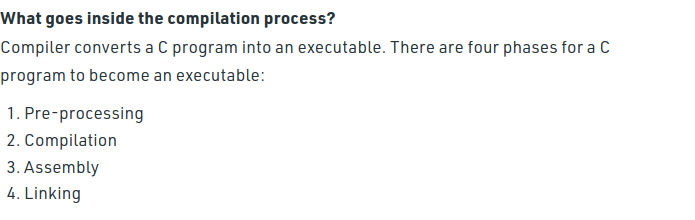 What goes inside the compilation process?
Compiler converts a C program into an executable. There are four phases for a C
program to become an executable:
1. Pre-processing
2. Compilation
3. Assembly
4. Linking